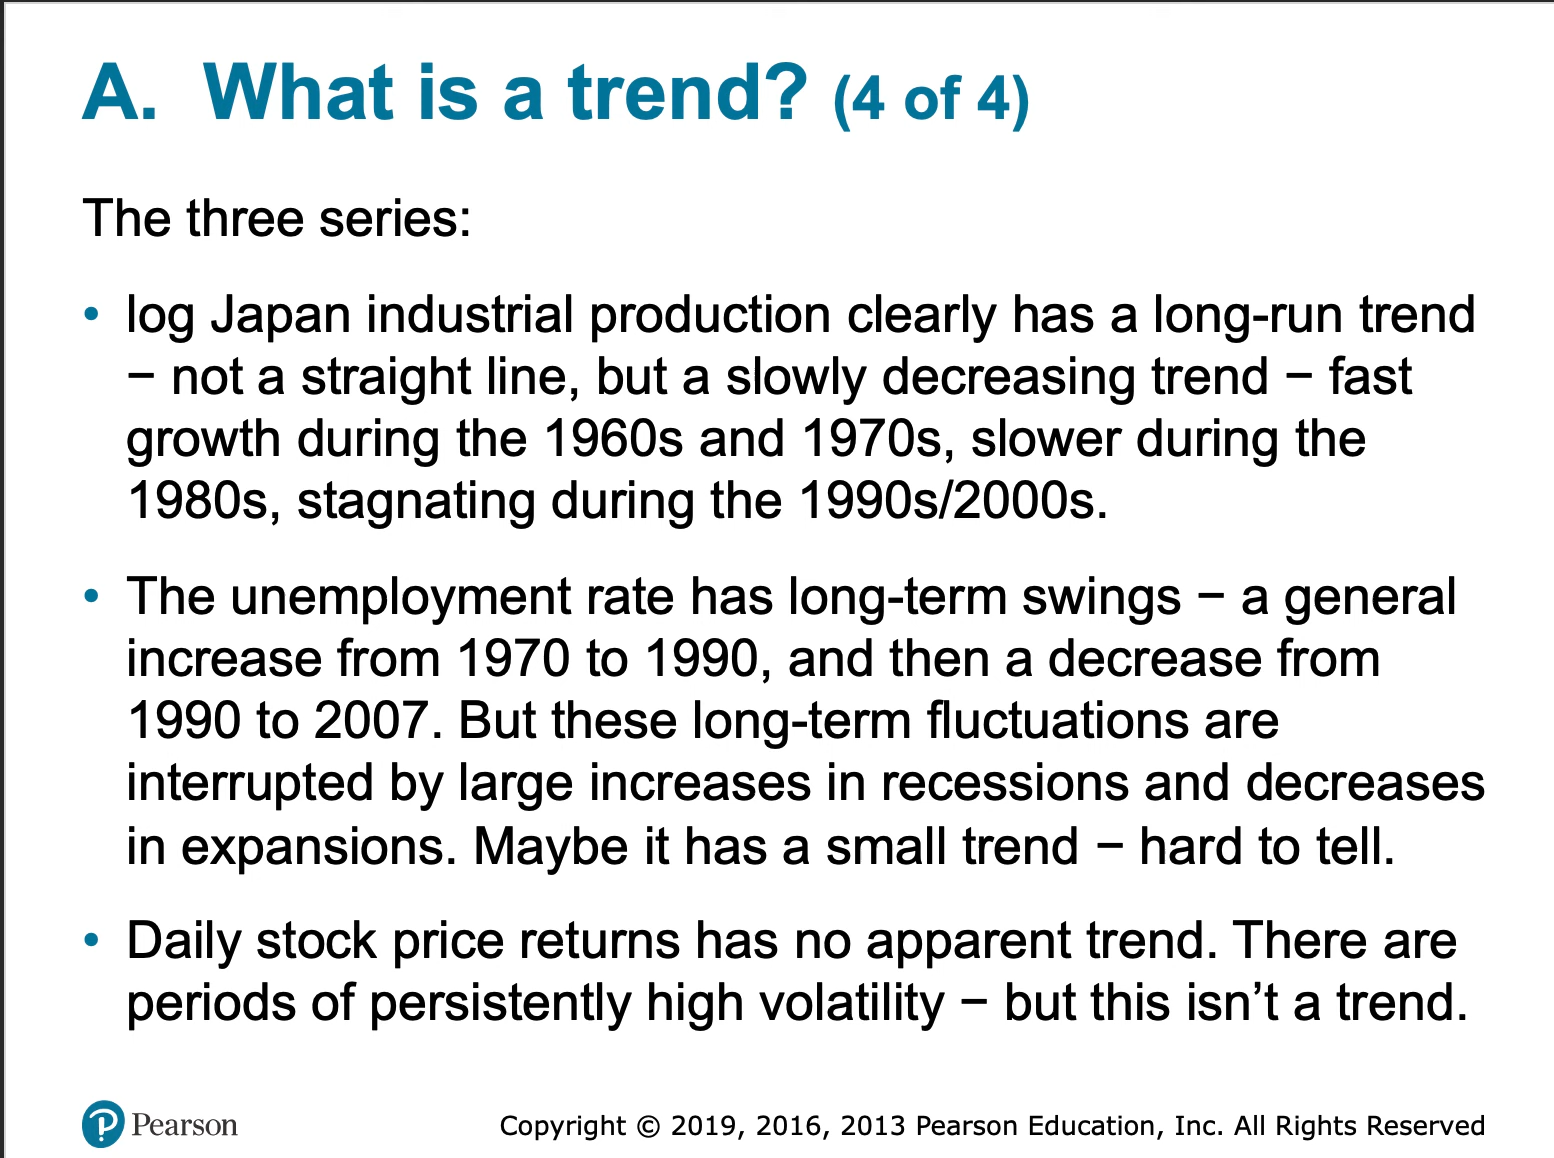 A. What is a trend? (4 of 4)
The three series:
• log Japan industrial production clearly has a long-run trend
− not a straight line, but a slowly decreasing trend − fast
growth during the 1960s and 1970s, slower during the
1980s, stagnating during the 1990s/2000s.
• The unemployment rate has long-term swings − a general
increase from 1970 to 1990, and then a decrease from
1990 to 2007. But these long-term fluctuations are
interrupted by large increases in recessions and decreases
in expansions. Maybe it has a small trend − hard to tell.
• Daily stock price returns has no apparent trend. There are
periods of persistently high volatility − but this isn’t a trend.
P Pearson
Copyright © 2019, 2016, 2013 Pearson Education, Inc. All Rights Reserved